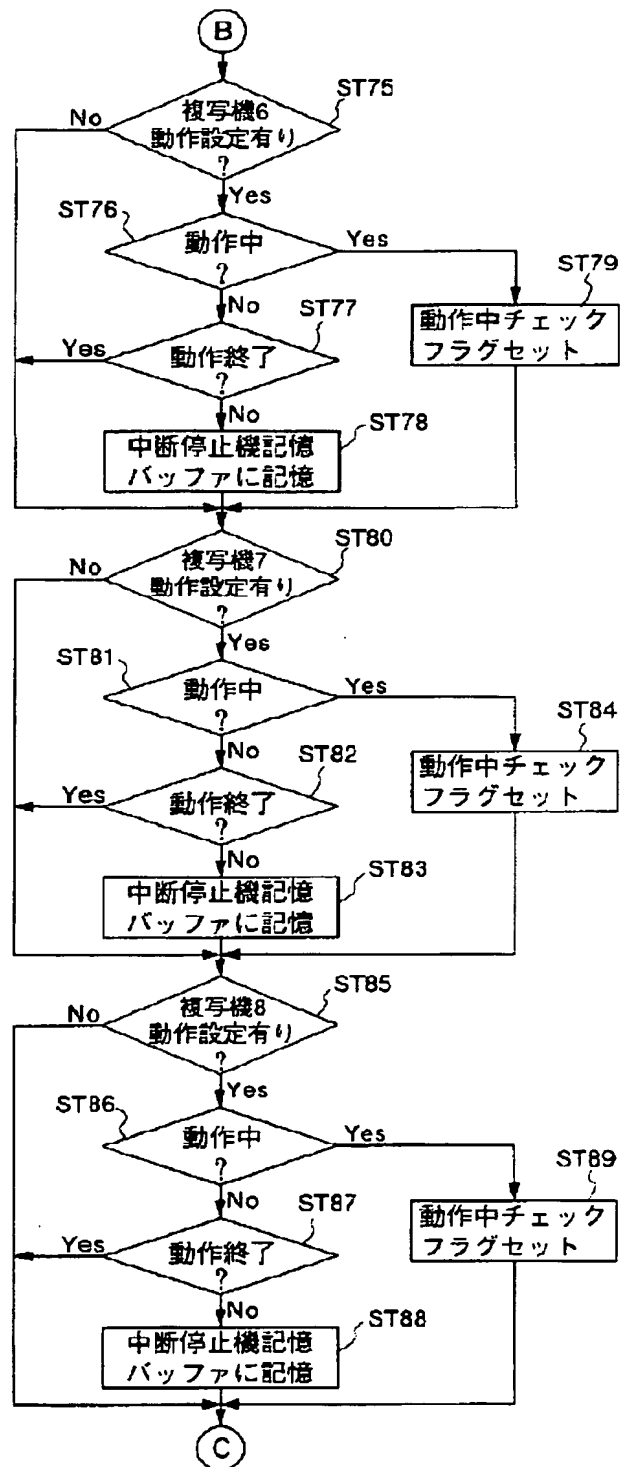 B
ST75
複写機6
動作設定有り
?
No
Yes
ST76
動作中
?
Yes
No
ST79
動作中チェック
フラグセット
ST77
動作終了
?
Yes
No
ST78
中断停止機記憶
バッファに記憶
ST80
複写機7
動作設定有り
?
No
Yes
ST81
動作中
?
Yes
No
ST84
動作中チェック
フラグセット
ST82
動作終了
?
Yes
No
ST83
中断停止機記憶
バッファに記憶
ST85
複写機8
動作設定有り
?
No
Yes
ST86
動作中
?
Yes
No
ST89
動作中チェック
フラグセット
ST87
動作終了
?
Yes
No
ST88
中断停止機記憶
バッファに記憶
C